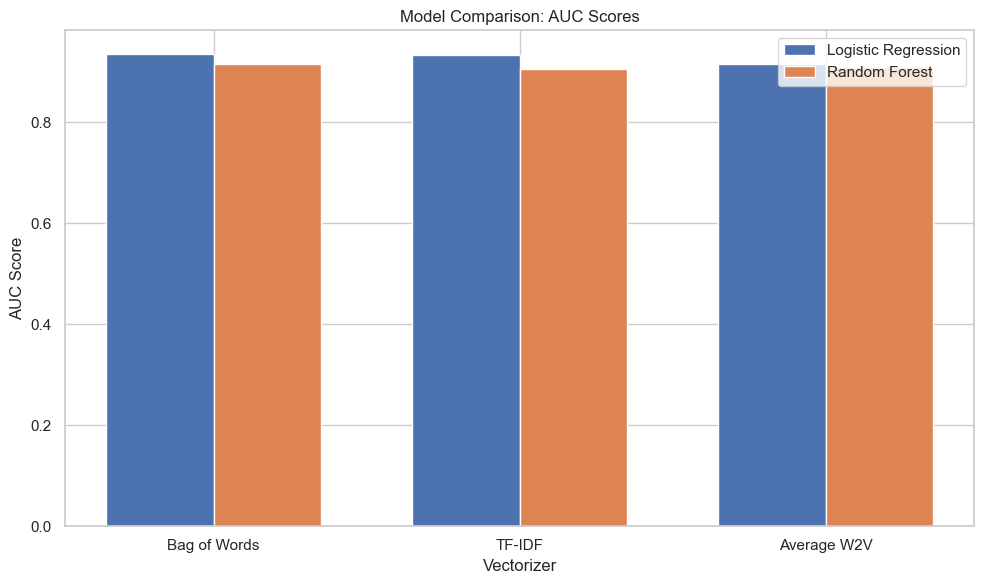 Model Comparison: AUC Scores
Logistic Regression
Random Forest
AUC Score
0.8
0.6
0.4
0.2
0.0
Bag of Words
TF-IDF
Average W2V
Vectorizer